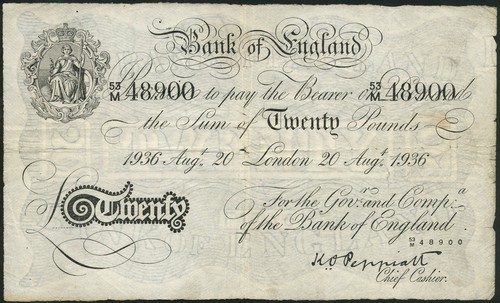 Bank of England
53/M 48900 to pay the Bearer on 53/M 48900
the Sum of Twenty Pounds
1936 Augt. 20th London 20 Augt. 1936
£Twenty
For the Govr. and Compa.
of the Bank of England
53/M 48900
K.O. Peppiatt
Chief Cashier.